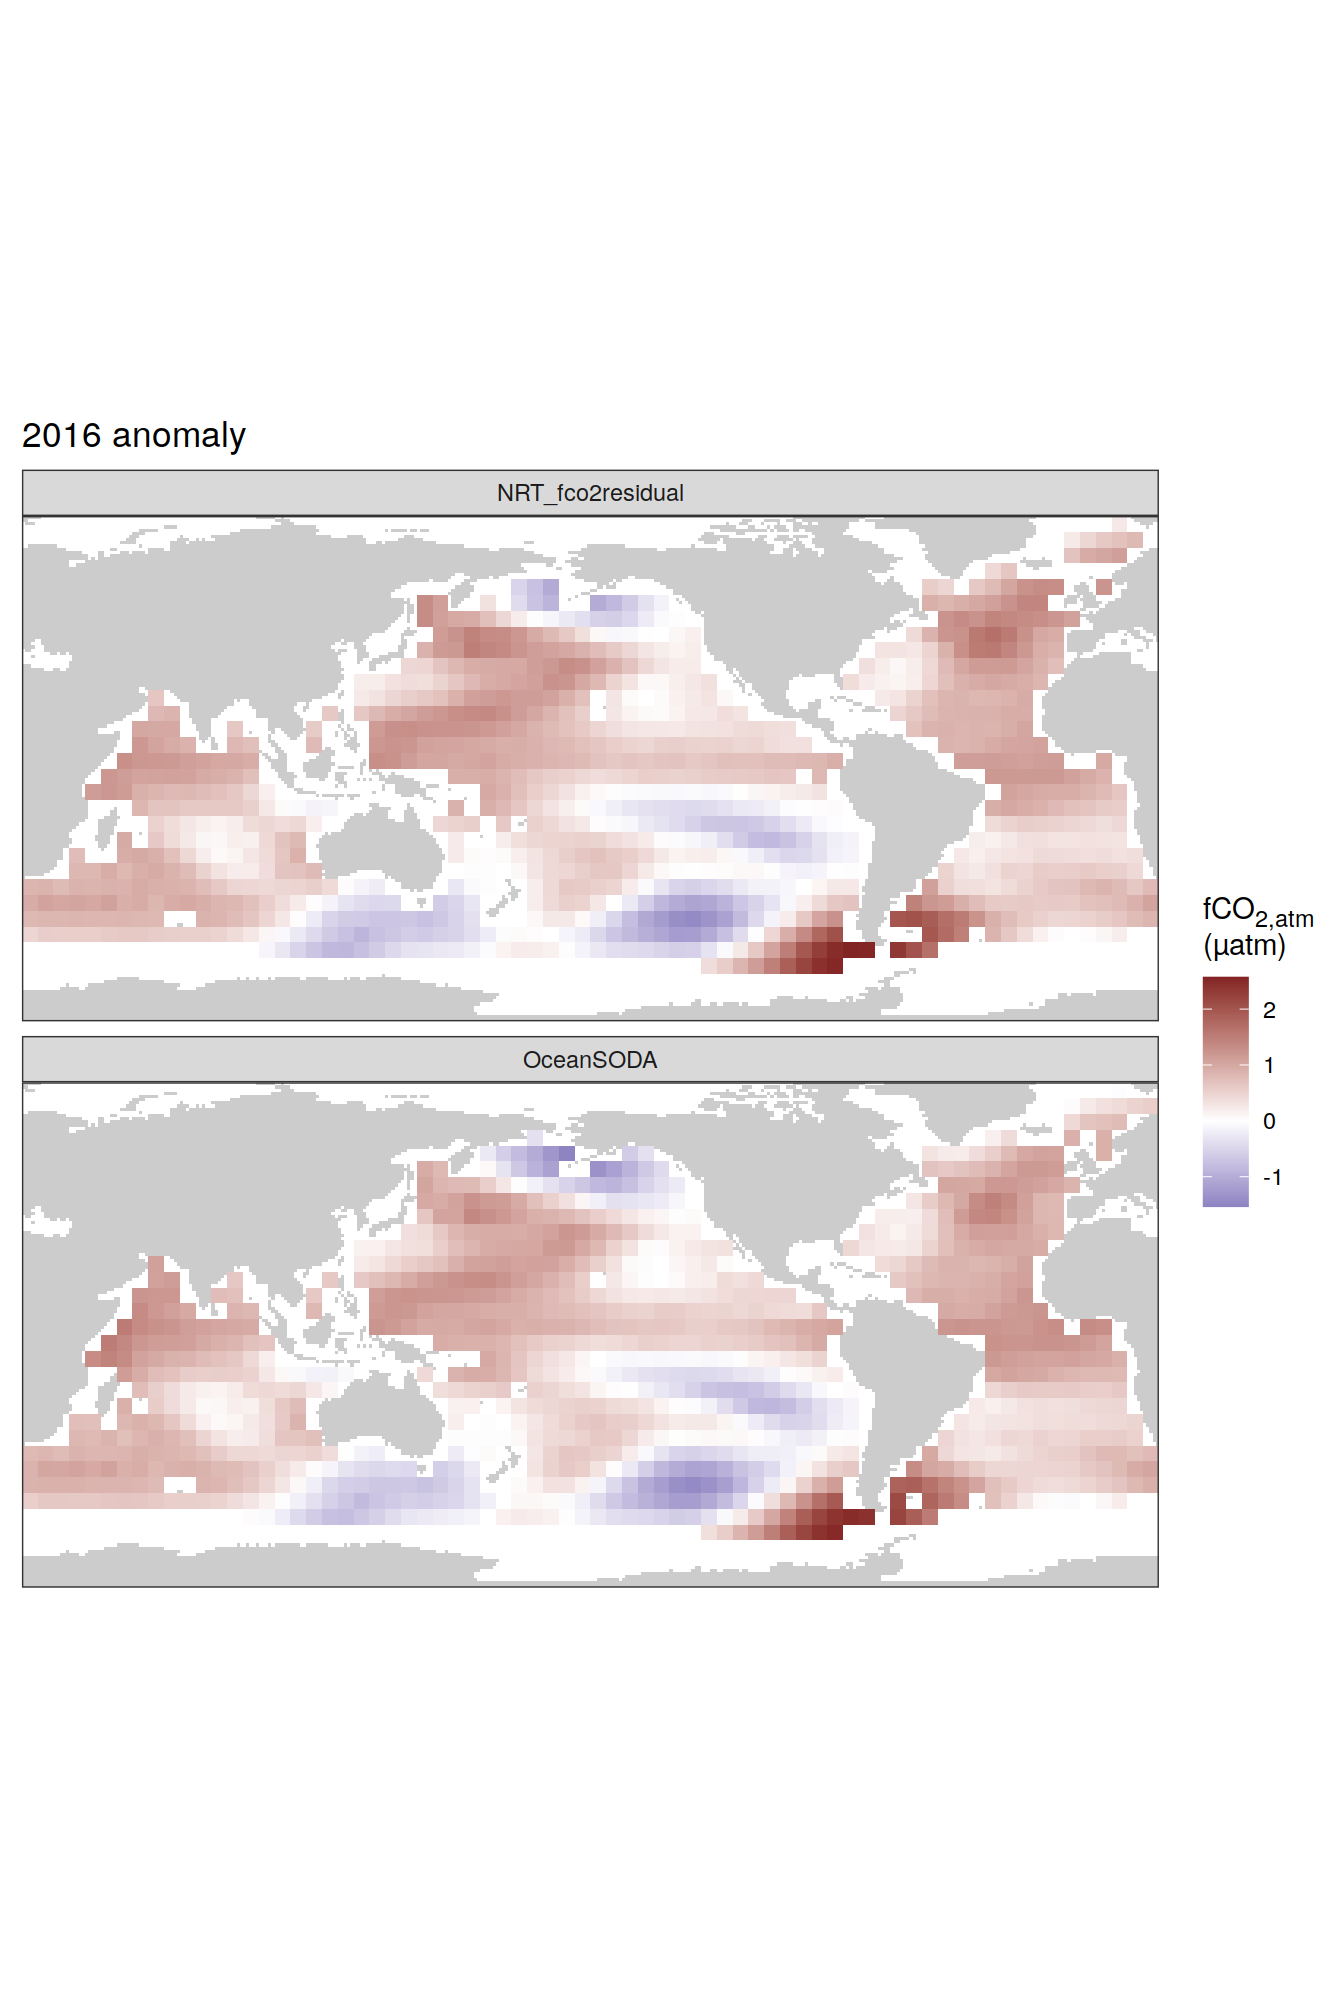 2016 anomaly
NRT_fco2residual
OceanSODA
fCO2,atm
(µatm)
2
1
0
-1